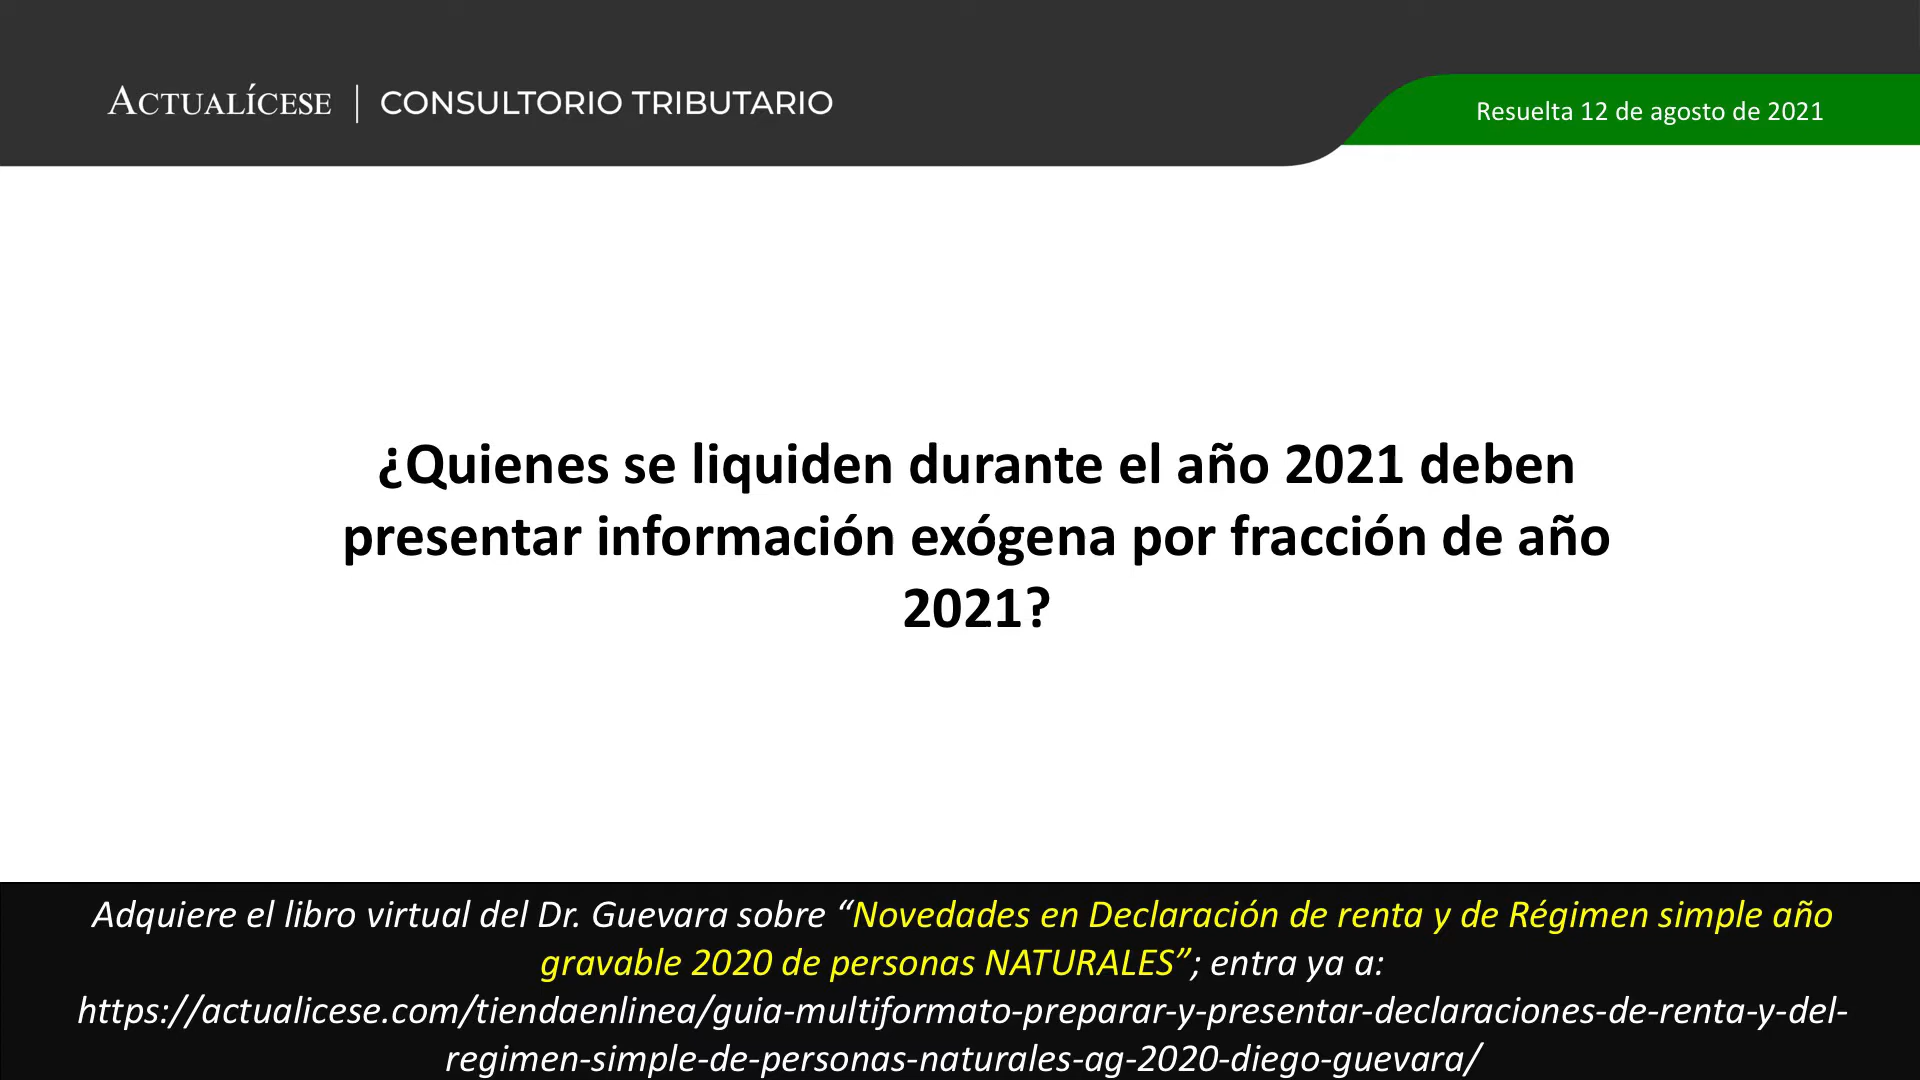 ACTUALÍCESE | CONSULTORIO TRIBUTARIO
Resuelta 12 de agosto de 2021
¿Quienes se liquiden durante el año 2021 deben
presentar información exógena por fracción de año
2021?
Adquiere el libro virtual del Dr. Guevara sobre “Novedades en Declaración de renta y de Régimen simple año
gravable 2020 de personas NATURALES”; entra ya a:
https://actualicese.com/tiendaenlinea/guia-multiformato-preparar-y-presentar-declaraciones-de-renta-y-del-
regimen-simple-de-personas-naturales-ag-2020-diego-guevara/